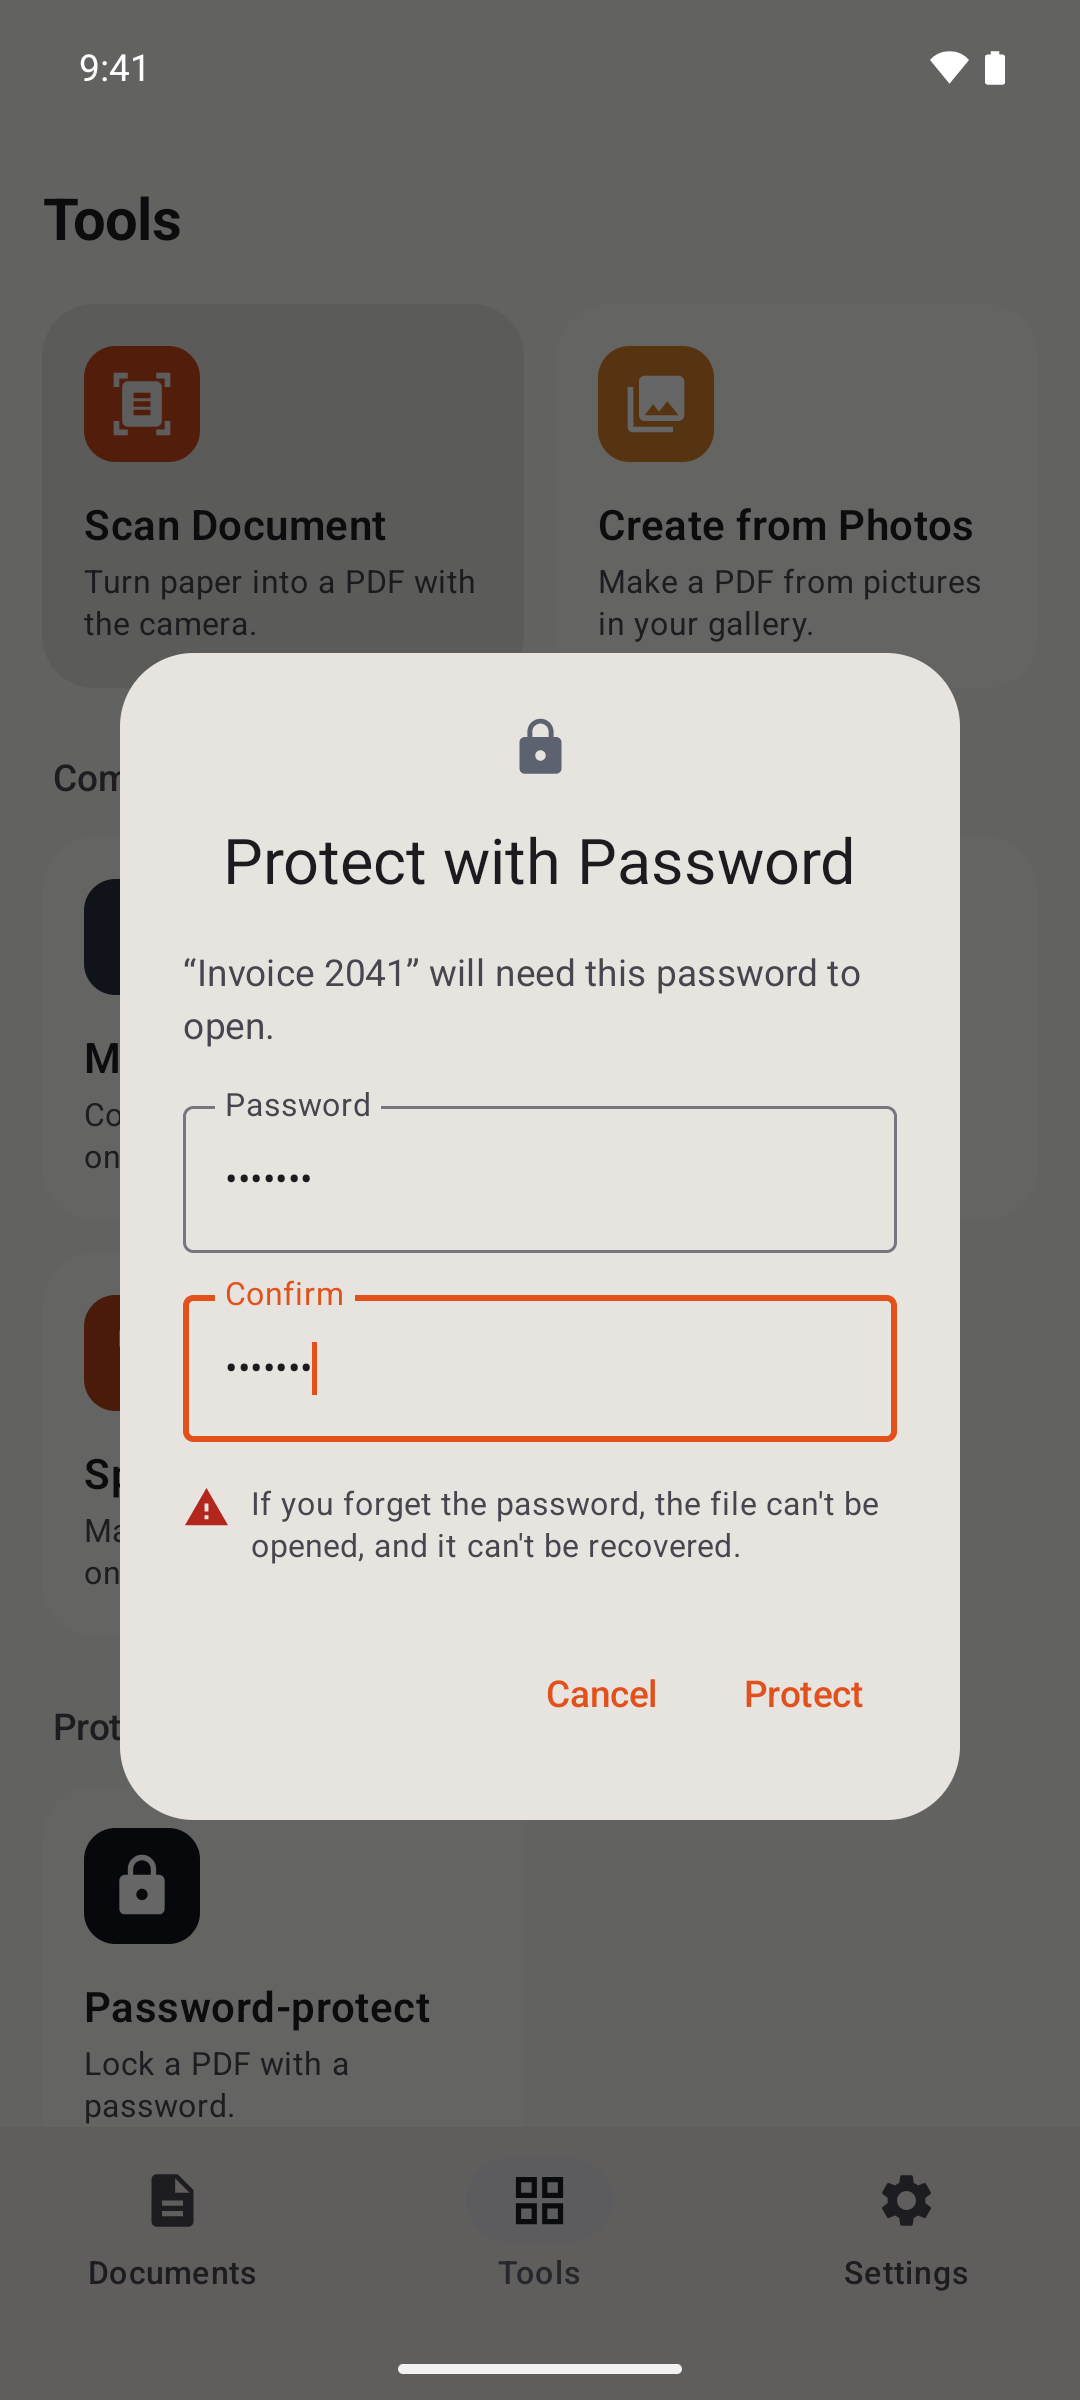 9:41
Tools
Scan Document
Turn paper into a PDF with
the camera.
Create from Photos
Make a PDF from pictures
in your gallery.
Protect with Password
“Invoice 2041” will need this password to
open.
Password
•••••••
Confirm
•••••••
If you forget the password, the file can't be
opened, and it can't be recovered.
Cancel
Protect
Password-protect
Lock a PDF with a
password.
Documents
Tools
Settings